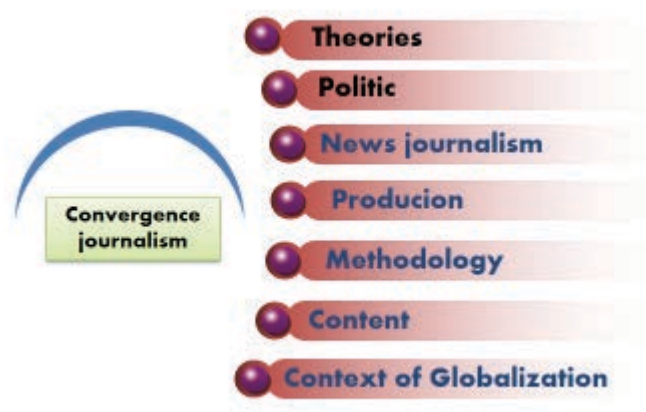 Theories
Politic
News journalism
Producion
Methodology
Content
Context of Globalization
Convergence
journalism